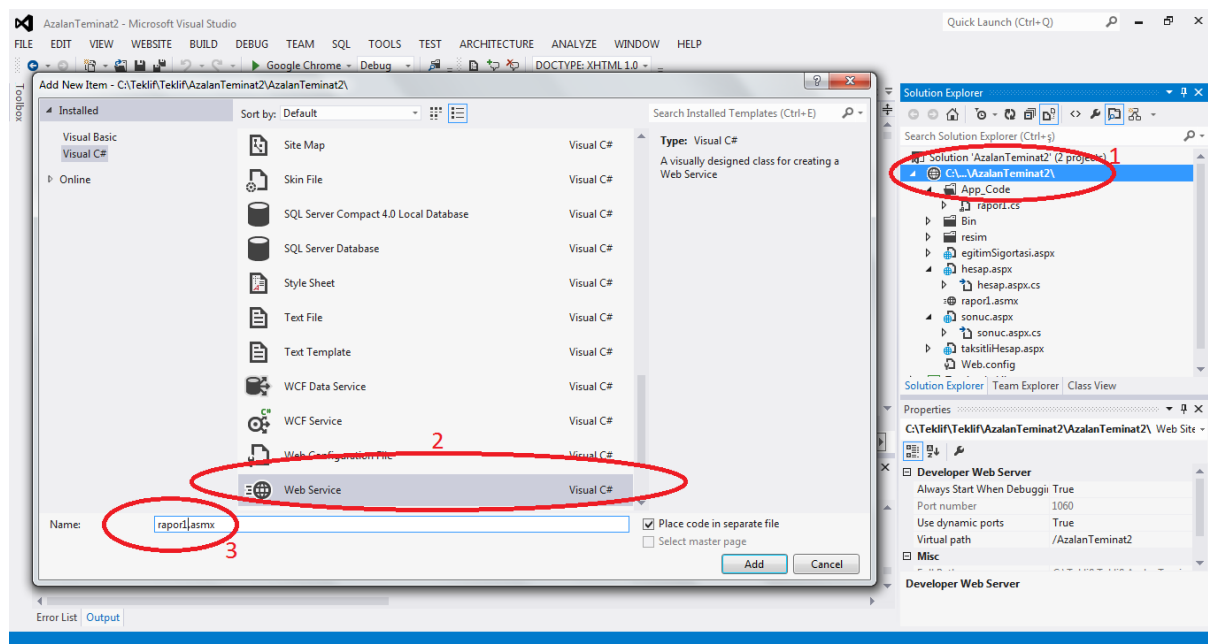 AzalanTeminat2 - Microsoft Visual Studio
Quick Launch (Ctrl+Q)
FILE EDIT VIEW WEBSITE BUILD DEBUG TEAM SQL TOOLS TEST ARCHITECTURE ANALYZE WINDOW HELP
Google Chrome Debug DOCTYPE: XHTML 1.0
Toolbox
Add New Item - C:\Teklif\Teklif\AzalanTeminat2\AzalanTeminat2\
Installed
Visual Basic
Visual C#
Online
Sort by: Default
Search Installed Templates (Ctrl+E)
Site Map Visual C#
Skin File Visual C#
SQL Server Compact 4.0 Local Database Visual C#
SQL Server Database Visual C#
Style Sheet Visual C#
Text File Visual C#
Text Template Visual C#
WCF Data Service Visual C#
WCF Service Visual C#
2
Web Configuration File Visual C#
Web Service Visual C#
Type: Visual C#
A visually designed class for creating a
Web Service
Name: rapor1.asmx
3
Place code in separate file
Select master page
Add Cancel
Solution Explorer
Search Solution Explorer (Ctrl+ş)
Solution 'AzalanTeminat2' (2 projects)
1
C:\...\AzalanTeminat2\
App_Code
rapor1.cs
Bin
resim
egitimSigortasi.aspx
hesap.aspx
hesap.aspx.cs
rapor1.asmx
sonuc.aspx
sonuc.aspx.cs
taksitliHesap.aspx
Web.config
Solution Explorer Team Explorer Class View
Properties
C:\Teklif\Teklif\AzalanTeminat2\AzalanTeminat2\ Web Site
Developer Web Server
Always Start When Debuggin True
Port number 1060
Use dynamic ports True
Virtual path /AzalanTeminat2
Misc
Developer Web Server
Error List Output